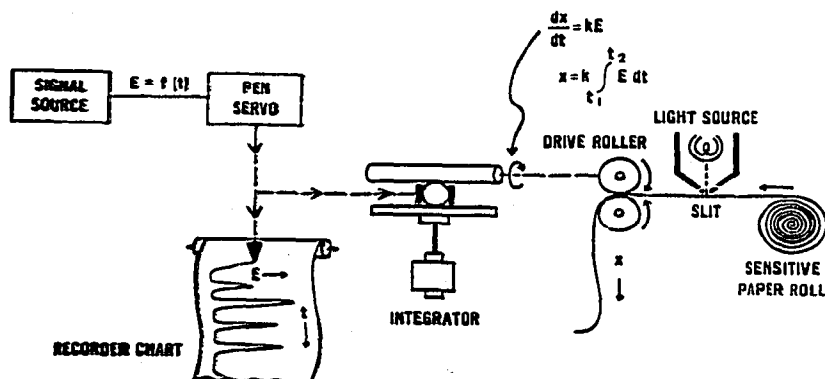 SIGNAL
SOURCE
E = f [t]
PEN
SERVO
dx/dt = kE
x = k ∫ t₁ t₂ E dt
LIGHT SOURCE
DRIVE ROLLER
SLIT
SENSITIVE
PAPER ROLL
x
INTEGRATOR
E
t
RECORDER CHART